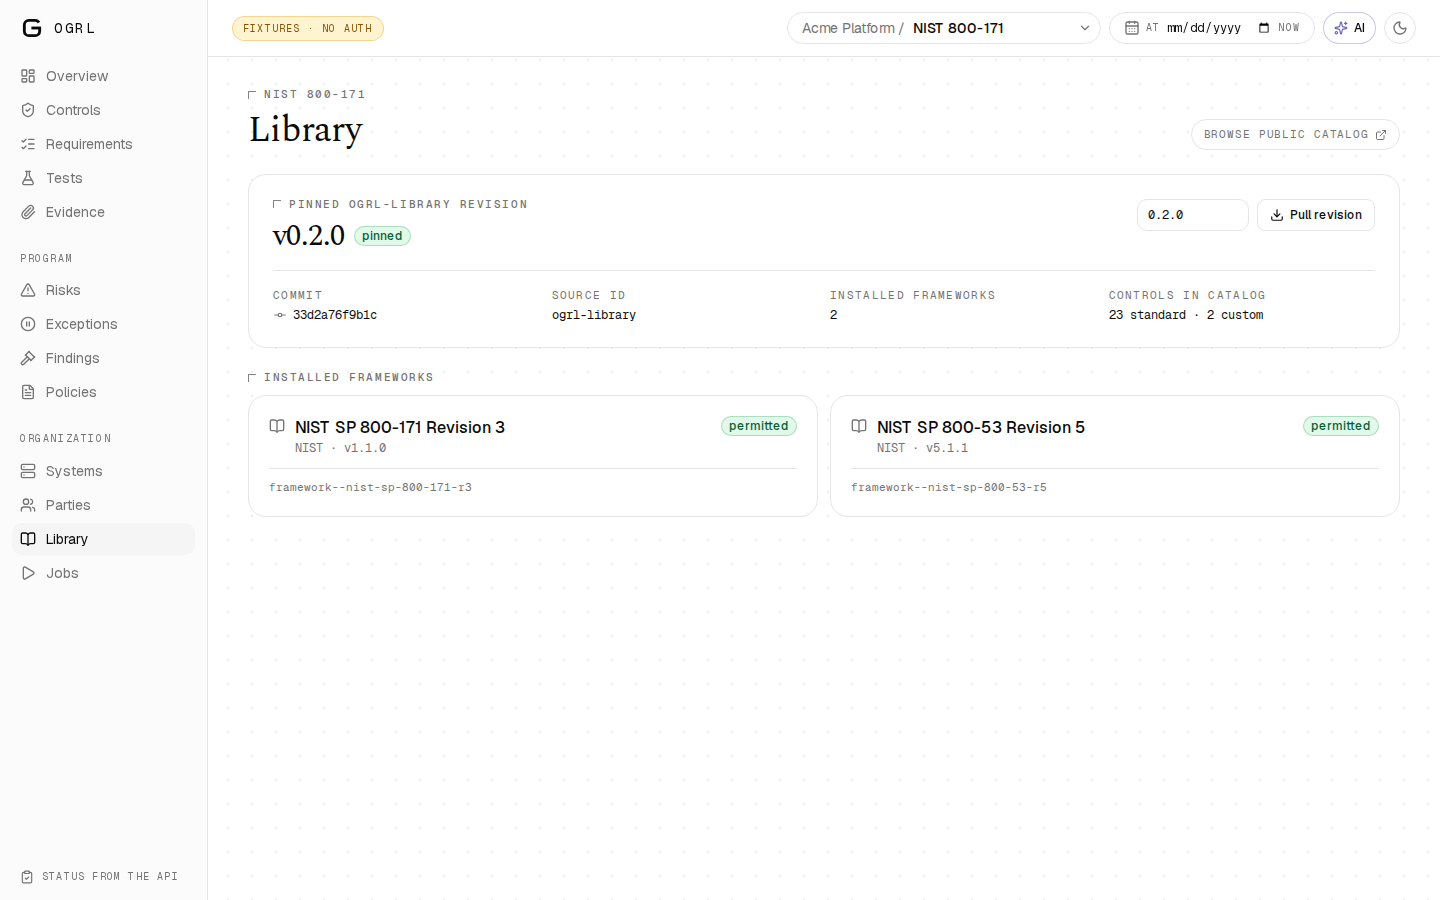 OGRL
FIXTURES · NO AUTH
Acme Platform / NIST 800-171
AT mm/dd/yyyy NOW
AI
Overview
Controls
Requirements
Tests
Evidence
PROGRAM
Risks
Exceptions
Findings
Policies
ORGANIZATION
Systems
Parties
Library
Jobs
STATUS FROM THE API
NIST 800-171
Library
BROWSE PUBLIC CATALOG
PINNED OGRL-LIBRARY REVISION
v0.2.0 pinned
0.2.0
Pull revision
COMMIT
33d2a76f9b1c
SOURCE ID
ogrl-library
INSTALLED FRAMEWORKS
2
CONTROLS IN CATALOG
23 standard · 2 custom
INSTALLED FRAMEWORKS
NIST SP 800-171 Revision 3
permitted
NIST · v1.1.0
framework--nist-sp-800-171-r3
NIST SP 800-53 Revision 5
permitted
NIST · v5.1.1
framework--nist-sp-800-53-r5